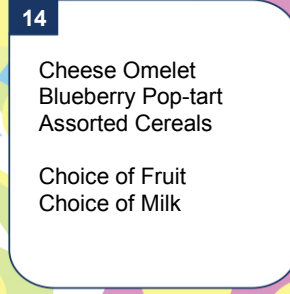 14
Cheese Omelet
Blueberry Pop-tart
Assorted Cereals
Choice of Fruit
Choice of Milk